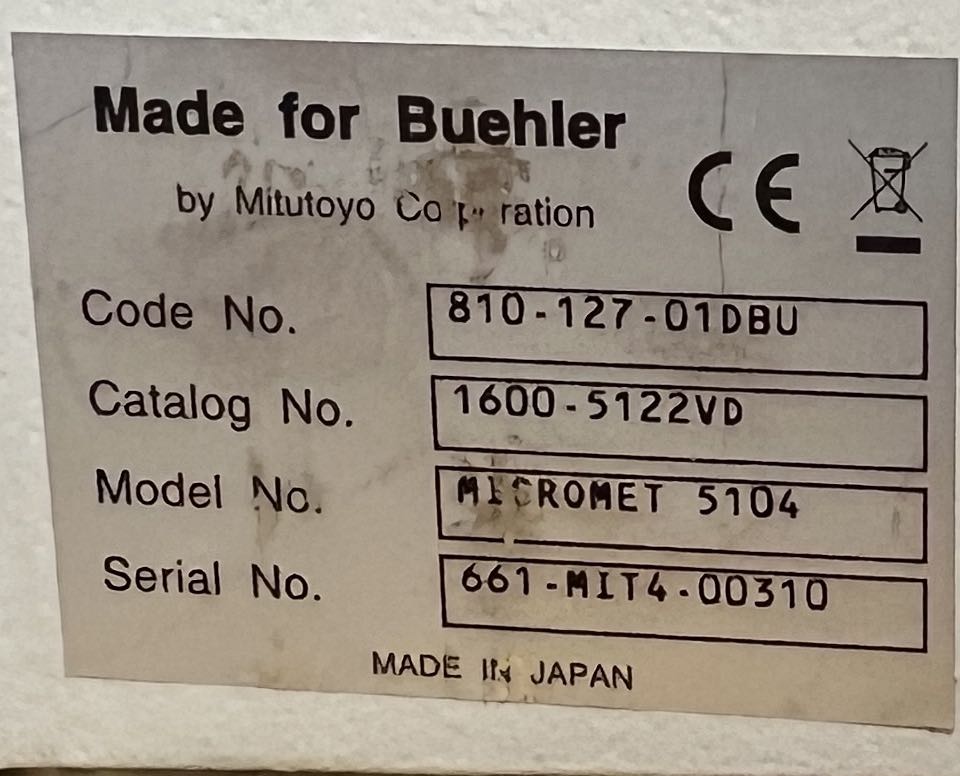 Made for Buehler
by Mitutoyo Corporation
CE
Code No. 810-127-01DBU
Catalog No. 1600-5122VD
Model No. MICROMET 5104
Serial No. 661-MIT4-00310
MADE IN JAPAN